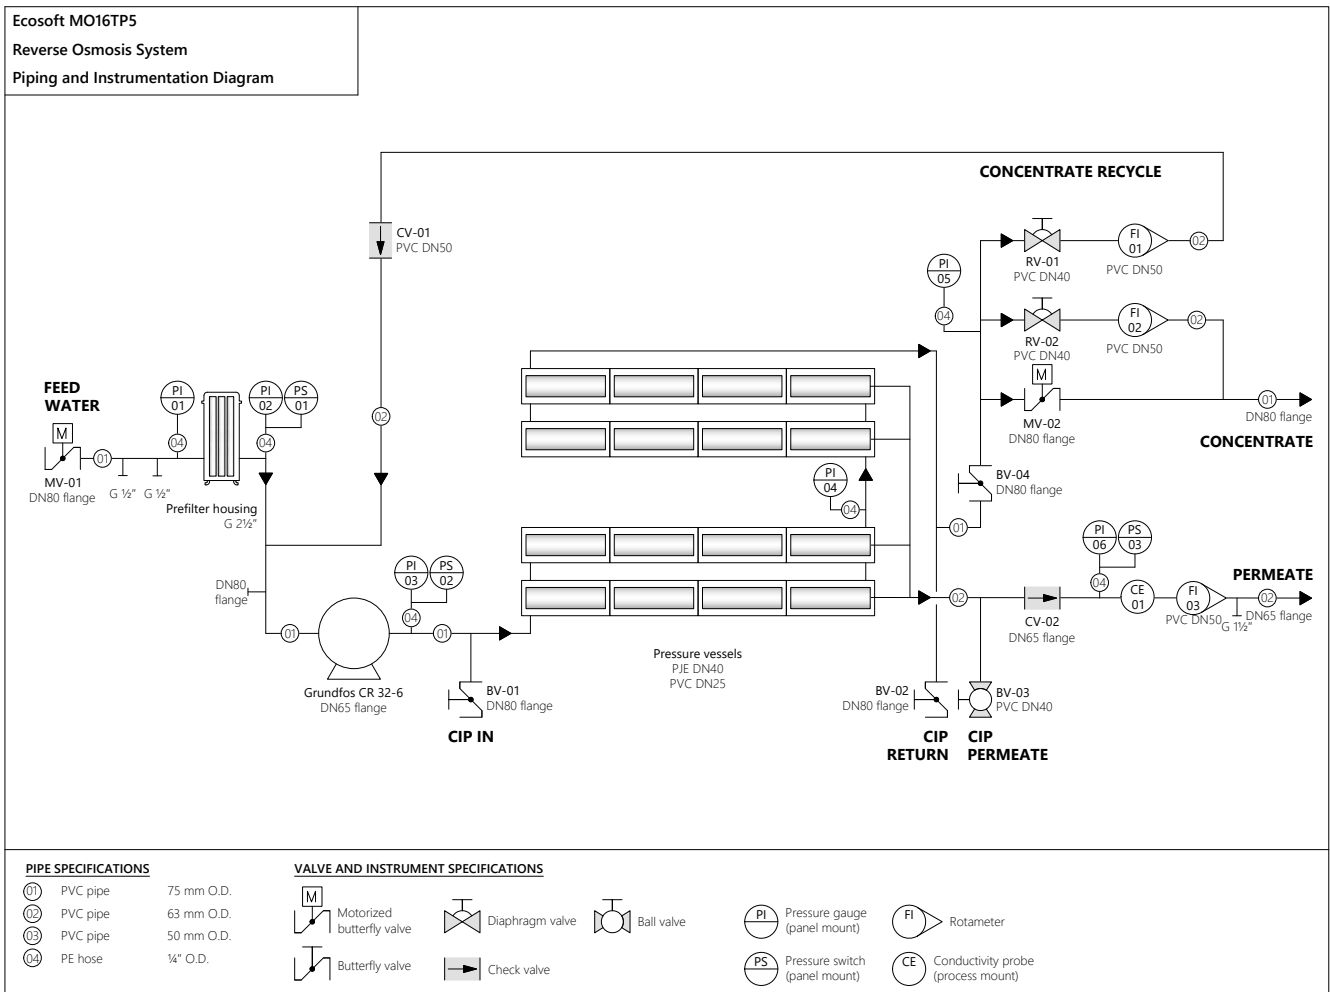 Ecosoft MO16TP5
Reverse Osmosis System
Piping and Instrumentation Diagram
CONCENTRATE RECYCLE
CV-01
PVC DN50
PI
05
04
RV-01
PVC DN40
FI
01
PVC DN50
02
RV-02
PVC DN40
FI
02
PVC DN50
02
M
MV-02
DN80 flange
01
DN80 flange
CONCENTRATE
FEED
WATER
M
MV-01
DN80 flange
01
G ½"
G ½"
PI
01
04
PI
02
PS
01
04
Prefilter housing
G 2½"
02
DN80
flange
01
Grundfos CR 32-6
DN65 flange
PI
03
PS
02
04
01
BV-01
DN80 flange
CIP IN
PI
04
04
Pressure vessels
PJE DN40
PVC DN25
BV-04
DN80 flange
01
02
BV-02
DN80 flange
CIP
RETURN
BV-03
PVC DN40
CIP
PERMEATE
CV-02
DN65 flange
PI
06
PS
03
04
CE
01
FI
03
PVC DN50
G 1½"
02
DN65 flange
PERMEATE
PIPE SPECIFICATIONS
01 PVC pipe 75 mm O.D.
02 PVC pipe 63 mm O.D.
03 PVC pipe 50 mm O.D.
04 PE hose ¼" O.D.
VALVE AND INSTRUMENT SPECIFICATIONS
M
Motorized
butterfly valve
Butterfly valve
Diaphragm valve
Check valve
Ball valve
PI
Pressure gauge
(panel mount)
PS
Pressure switch
(panel mount)
FI
Rotameter
CE
Conductivity probe
(process mount)